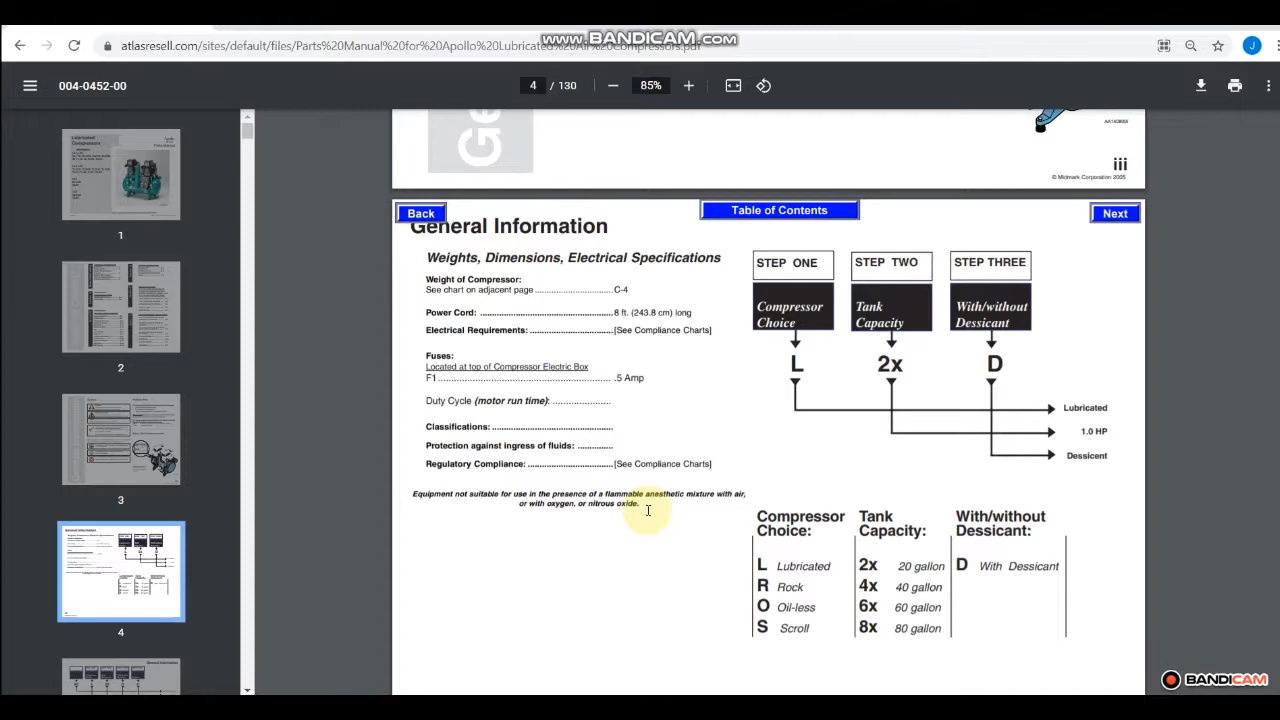 www.BANDICAM.com
atlasresell.com/sites/default/files/Parts%20Manual%20for%20Apollo%20Lubricated%20Air%20Compressors.pdf
J
004-0452-00
4 / 130
85%
1
2
3
4
Ge
iii
© Midmark Corporation 2005
Back
Table of Contents
Next
General Information
Weights, Dimensions, Electrical Specifications
Weight of Compressor:
See chart on adjacent page ............................. C-4
Power Cord: ................................................ 8 ft. (243.8 cm) long
Electrical Requirements: .............................. [See Compliance Charts]
Fuses:
Located at top of Compressor Electric Box
F1 ............................................................ .5 Amp
Duty Cycle (motor run time): ....................
Classifications: ...........................................
Protection against ingress of fluids: .............
Regulatory Compliance: .............................. [See Compliance Charts]
Equipment not suitable for use in the presence of a flammable anesthetic mixture with air,
or with oxygen, or nitrous oxide.
STEP ONE
STEP TWO
STEP THREE
Compressor
Choice
Tank
Capacity
With/without
Dessicant
L
2x
D
Lubricated
1.0 HP
Dessicent
Compressor
Choice:
Tank
Capacity:
With/without
Dessicant:
L Lubricated
2x 20 gallon
D With Dessicant
R Rock
4x 40 gallon
O Oil-less
6x 60 gallon
S Scroll
8x 80 gallon
BANDICAM